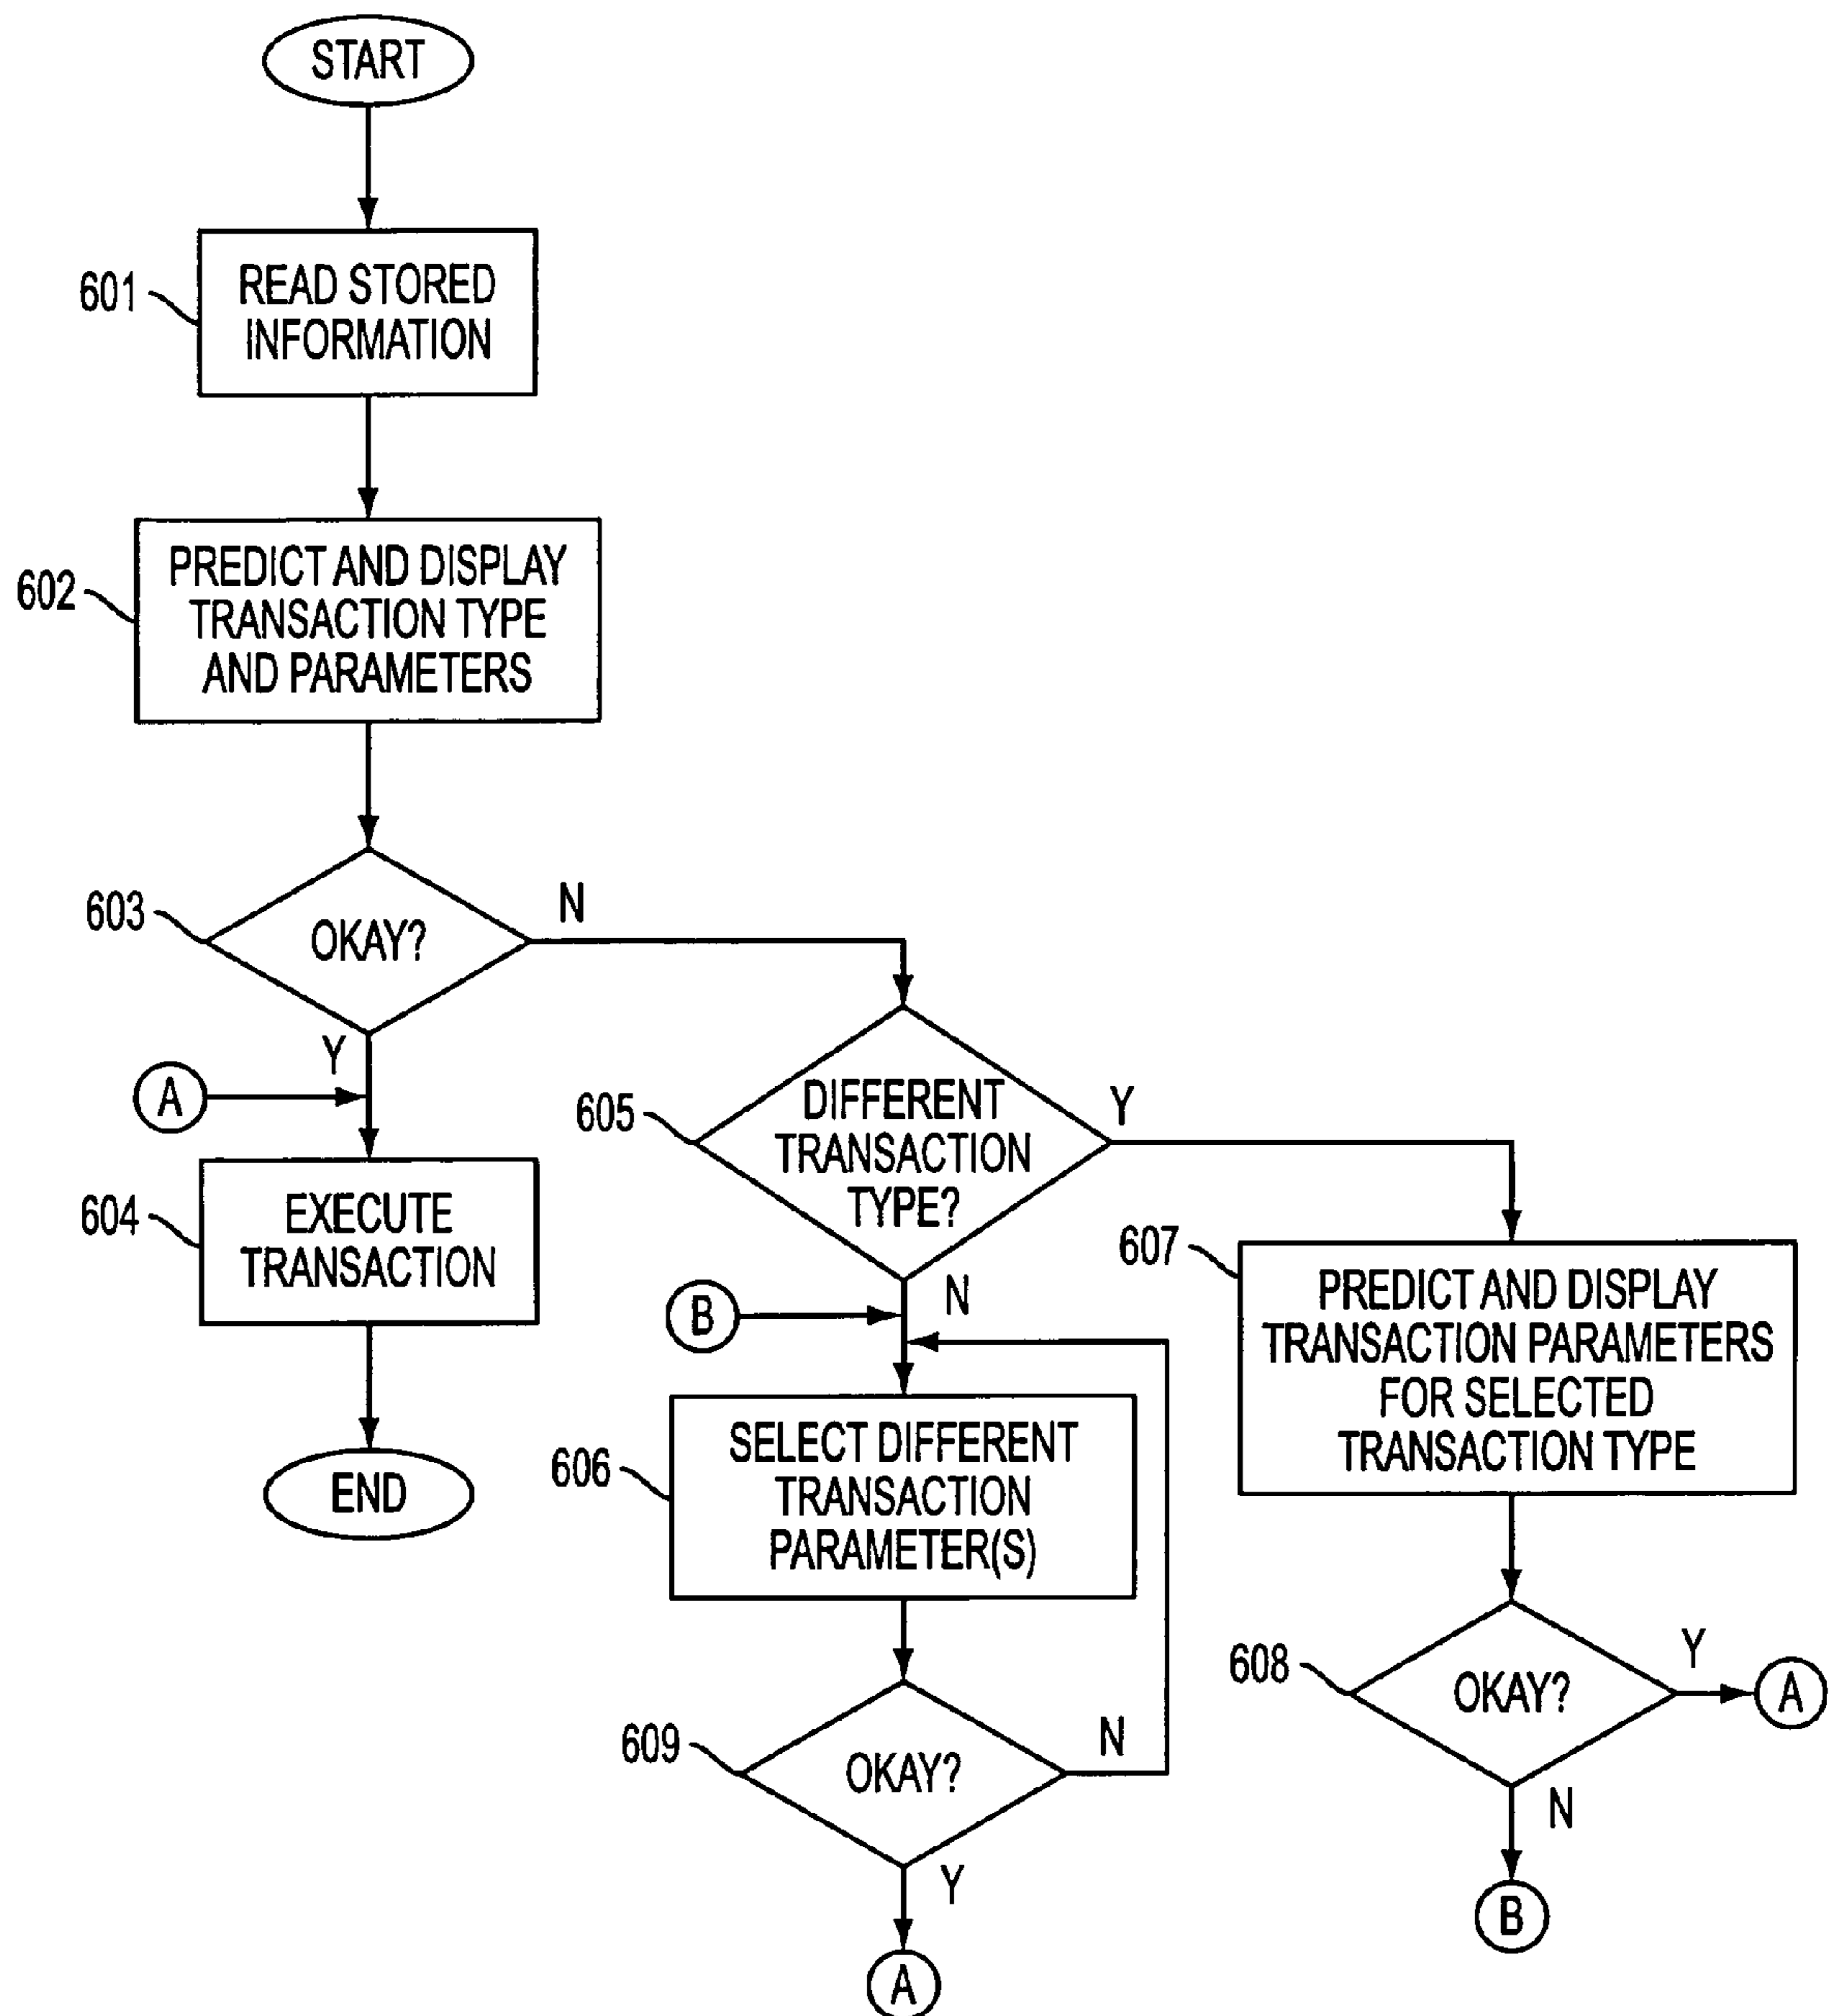 START
601
READ STORED
INFORMATION
602
PREDICT AND DISPLAY
TRANSACTION TYPE
AND PARAMETERS
603
OKAY?
N
Y
A
604
EXECUTE
TRANSACTION
END
605
DIFFERENT
TRANSACTION
TYPE?
Y
N
B
606
SELECT DIFFERENT
TRANSACTION
PARAMETER(S)
609
OKAY?
N
Y
A
607
PREDICT AND DISPLAY
TRANSACTION PARAMETERS
FOR SELECTED
TRANSACTION TYPE
608
OKAY?
Y
A
N
B